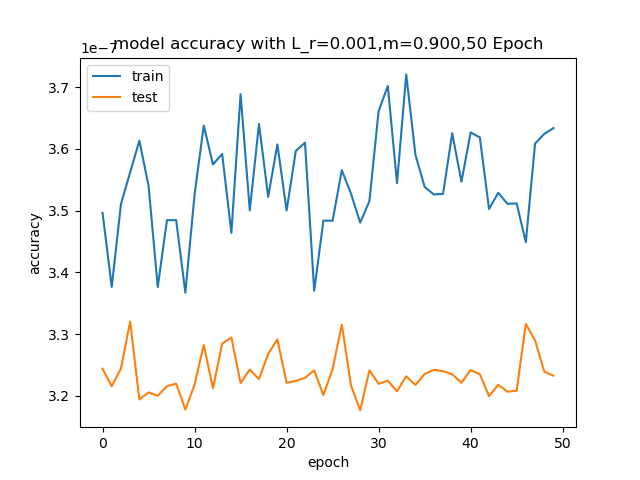 1e−7
model accuracy with L_r=0.001,m=0.900,50 Epoch
train
test
3.7
3.6
3.5
3.4
3.3
3.2
accuracy
0 10 20 30 40 50
epoch